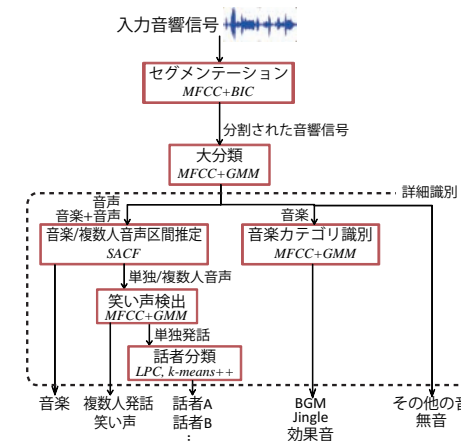 入力音響信号
セグメンテーション
MFCC+BIC
分割された音響信号
大分類
MFCC+GMM
詳細識別
音声
音楽+音声
音楽
音楽/複数人音声区間推定
SACF
音楽カテゴリ識別
MFCC+GMM
単独/複数人音声
笑い声検出
MFCC+GMM
単独発話
話者分類
LPC, k-means++
音楽
複数人発話
笑い声
話者A
話者B
:
BGM
Jingle
効果音
その他の音
無音